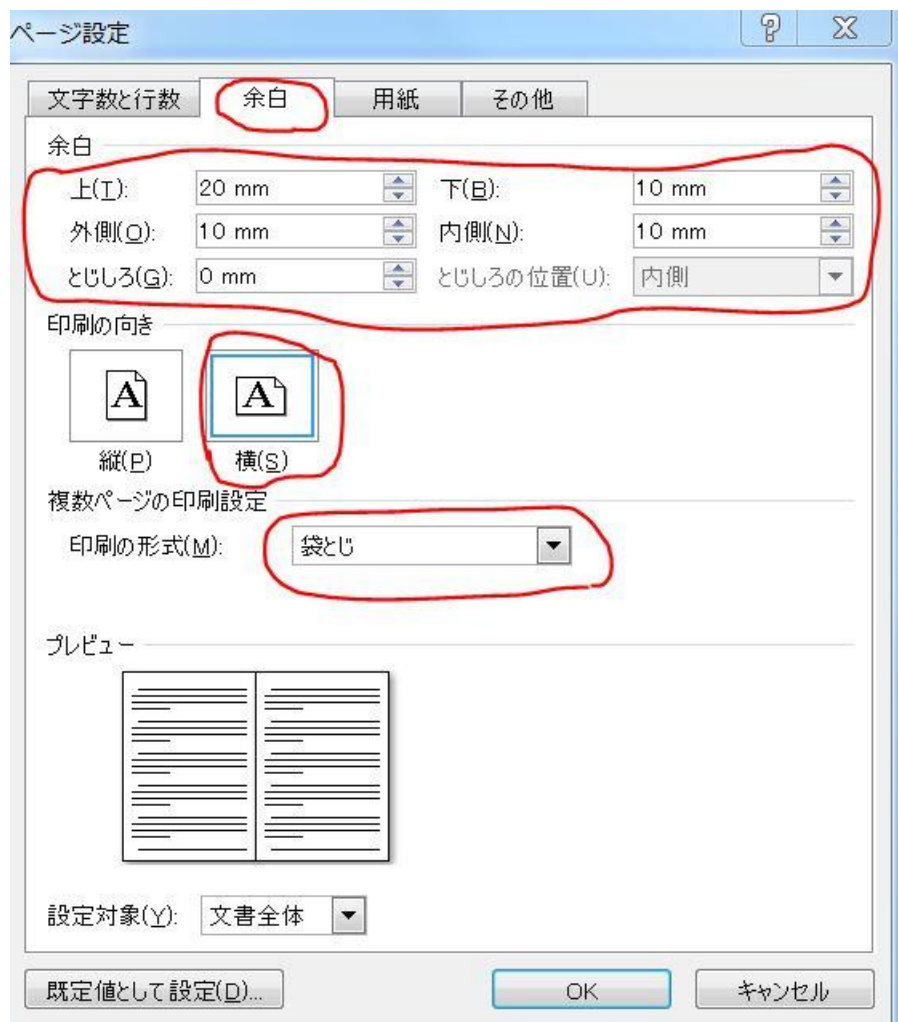 ページ設定
文字数と行数 余白 用紙 その他
余白
上(T): 20 mm 下(B): 10 mm
外側(O): 10 mm 内側(N): 10 mm
とじしろ(G): 0 mm とじしろの位置(U): 内側
印刷の向き
A A
縦(P) 横(S)
複数ページの印刷設定
印刷の形式(M): 袋とじ
プレビュー
設定対象(Y): 文書全体
既定値として設定(D)... OK キャンセル